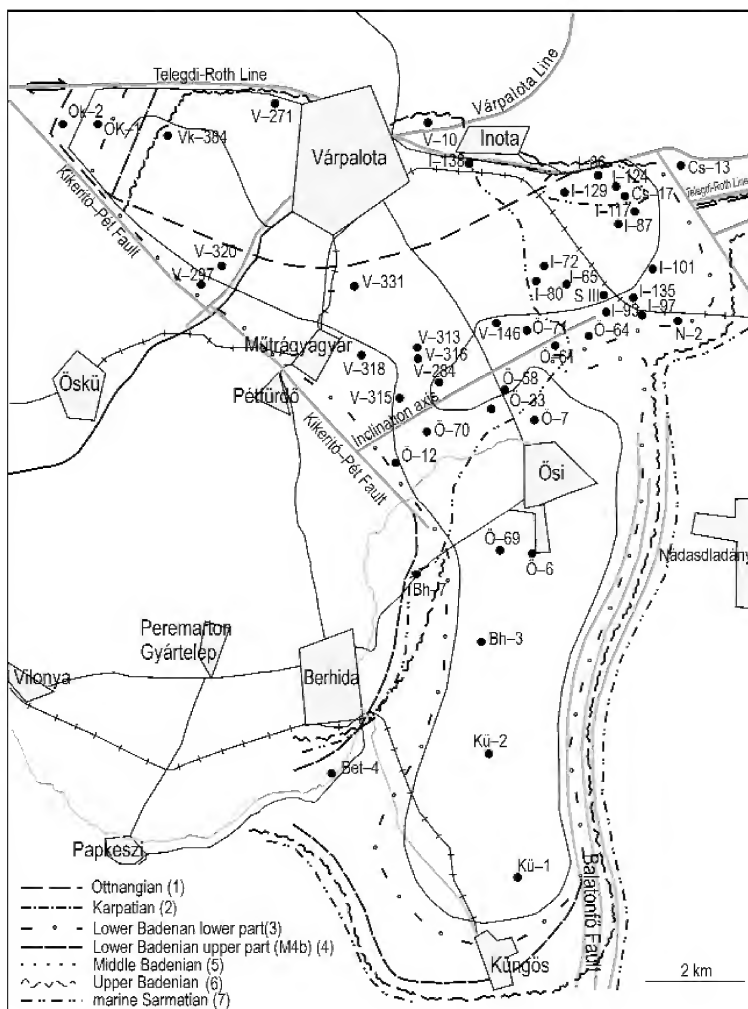 Telegdi-Roth Line
Várpalota Line
Ok–2
OK–1
Vk–384
V–271
Várpalota
V–10
Inota
I–138
I–124
Cs–13
I–129
Cs–17
Telegdi-Roth Line
I–117
I–87
Kikeritó–Pét Fault
V–320
V–297
V–331
I–72
I–65
I–80
S III
I–101
I–135
I–93
I–97
N–2
V–146
Ö–71
Ö–64
Ö–61
Műtrágyagyár
V–313
V–316
V–318
V–284
Öskü
Pétfürdő
V–315
Inclination axis
Ö–58
Ö–33
Ö–7
Ö–70
Kikeritó–Pét Fault
Ö–12
Ösi
Ö–69
Ö–6
Nádasdladány
Bh–7
Peremarton
Gyártelep
Bh–3
Vilonya
Berhida
Kü–2
Bet–4
Papkeszi
Kü–1
Balatonfő Fault
Küngös
Ottnangian (1)
Karpatian (2)
Lower Badenan lower part(3)
Lower Badenian upper part (M4b) (4)
Middle Badenian (5)
Upper Badenian (6)
marine Sarmatian (7)
2 km